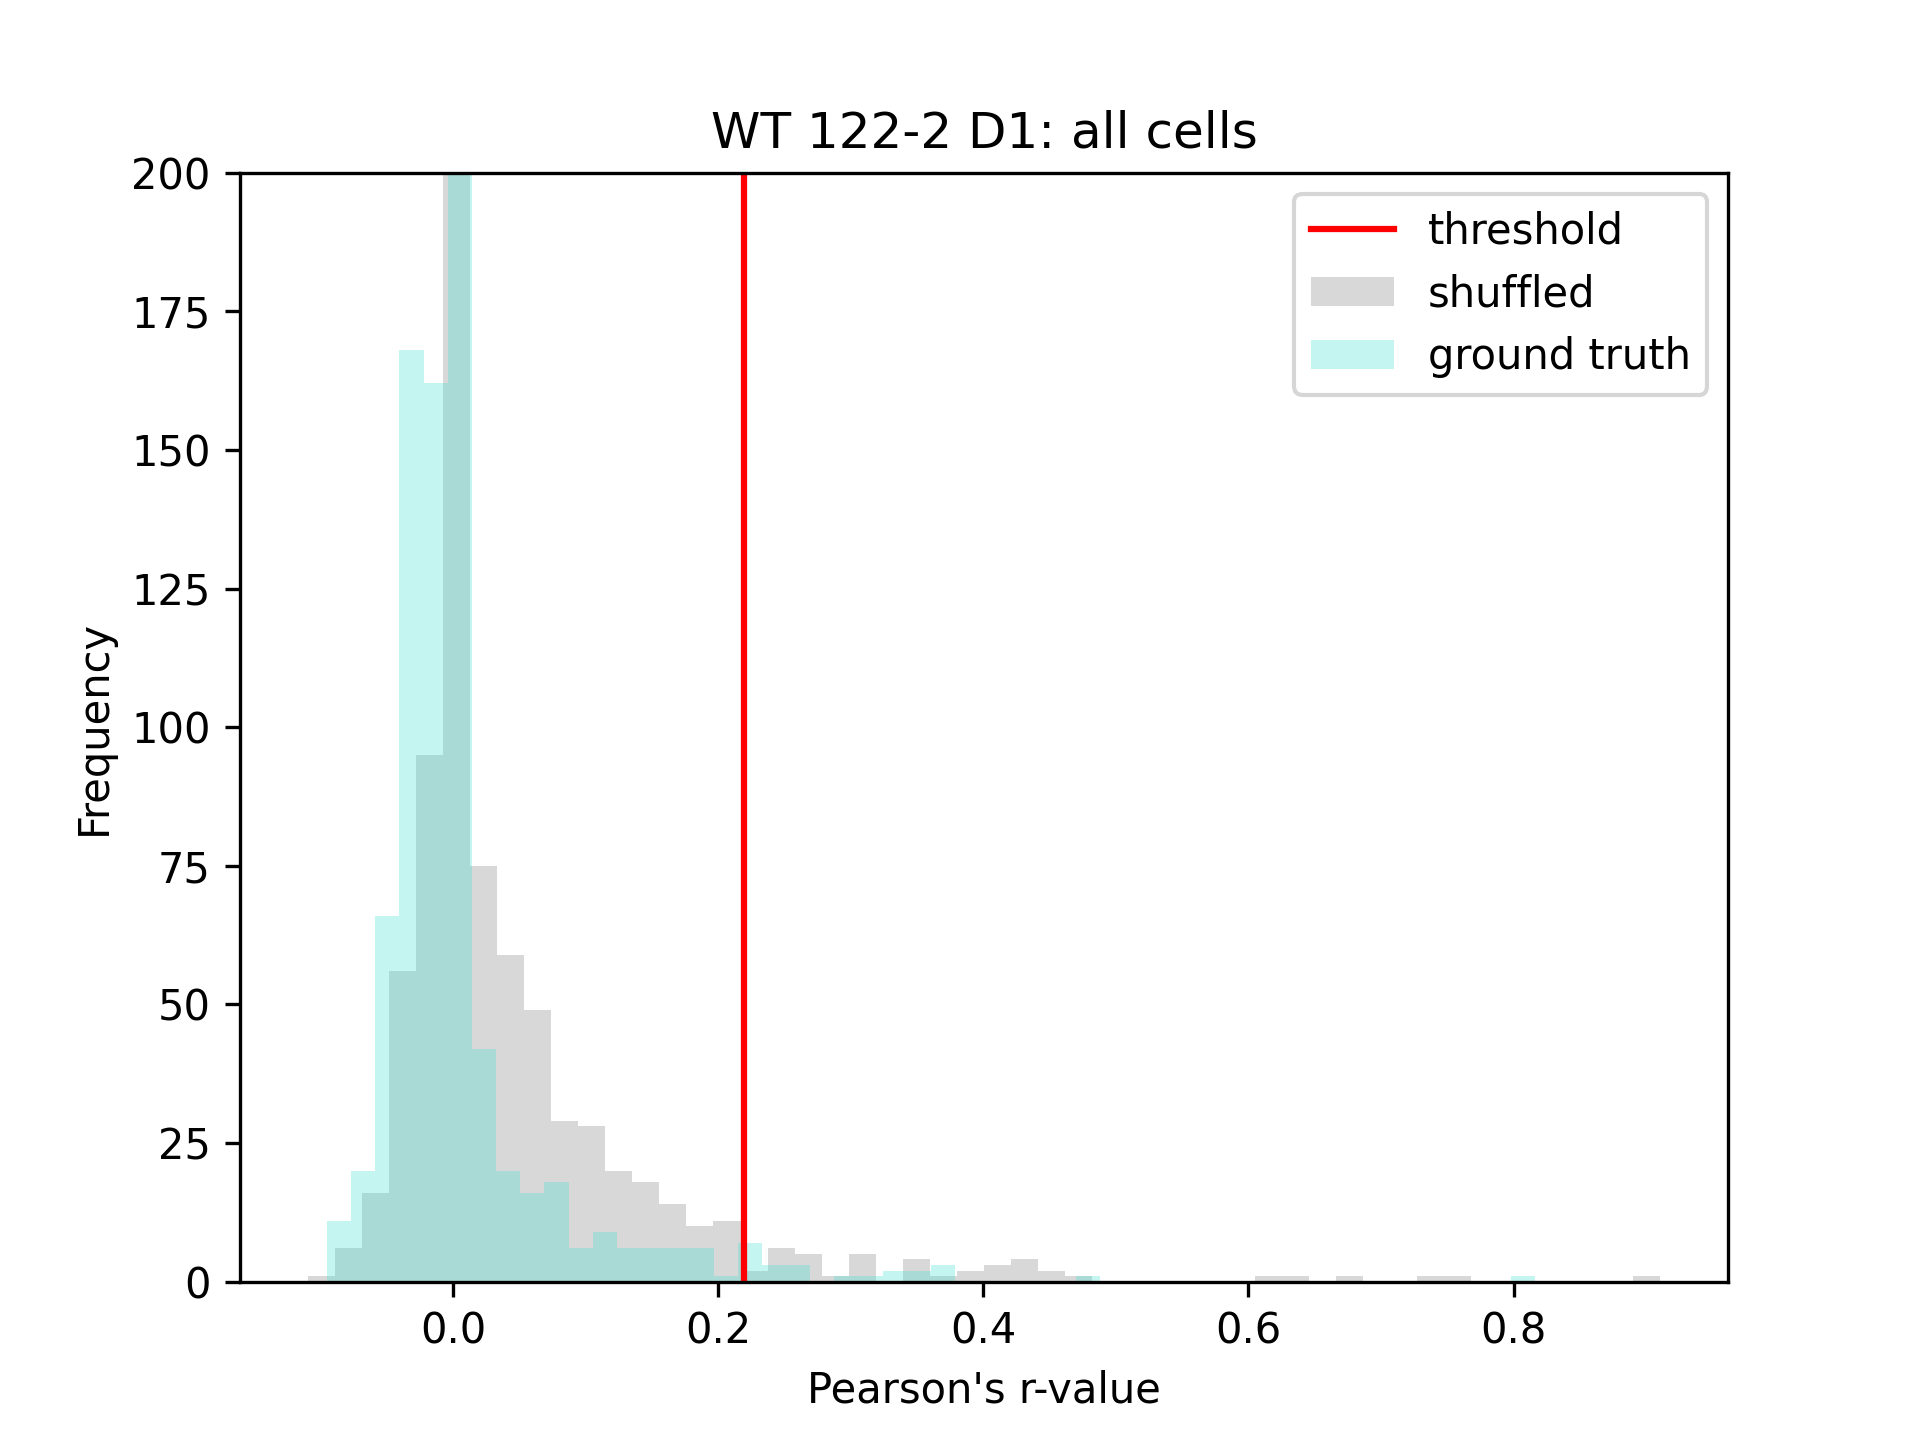 WT 122-2 D1: all cells
200
175
150
125
100
75
50
25
0
Frequency
threshold
shuffled
ground truth
0.0 0.2 0.4 0.6 0.8
Pearson's r-value